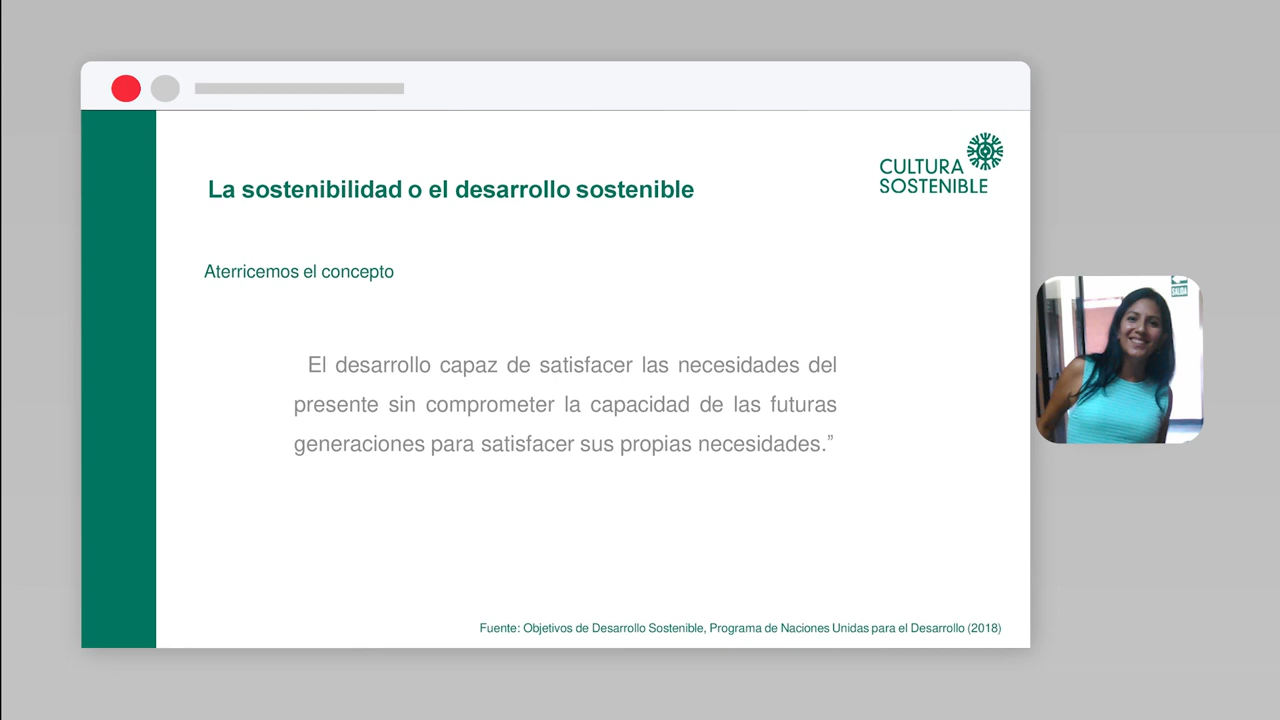 CULTURA
SOSTENIBLE
La sostenibilidad o el desarrollo sostenible
Aterricemos el concepto
El desarrollo capaz de satisfacer las necesidades del
presente sin comprometer la capacidad de las futuras
generaciones para satisfacer sus propias necesidades.”
SALIDA
Fuente: Objetivos de Desarrollo Sostenible, Programa de Naciones Unidas para el Desarrollo (2018)